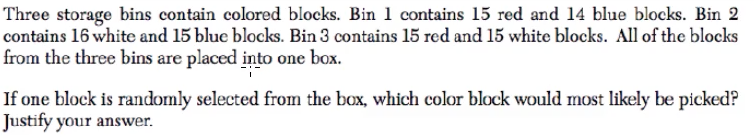 Three storage bins contain colored blocks. Bin 1 contains 15 red and 14 blue blocks. Bin 2
contains 16 white and 15 blue blocks. Bin 3 contains 15 red and 15 white blocks. All of the blocks
from the three bins are placed into one box.
If one block is randomly selected from the box, which color block would most likely be picked?
Justify your answer.